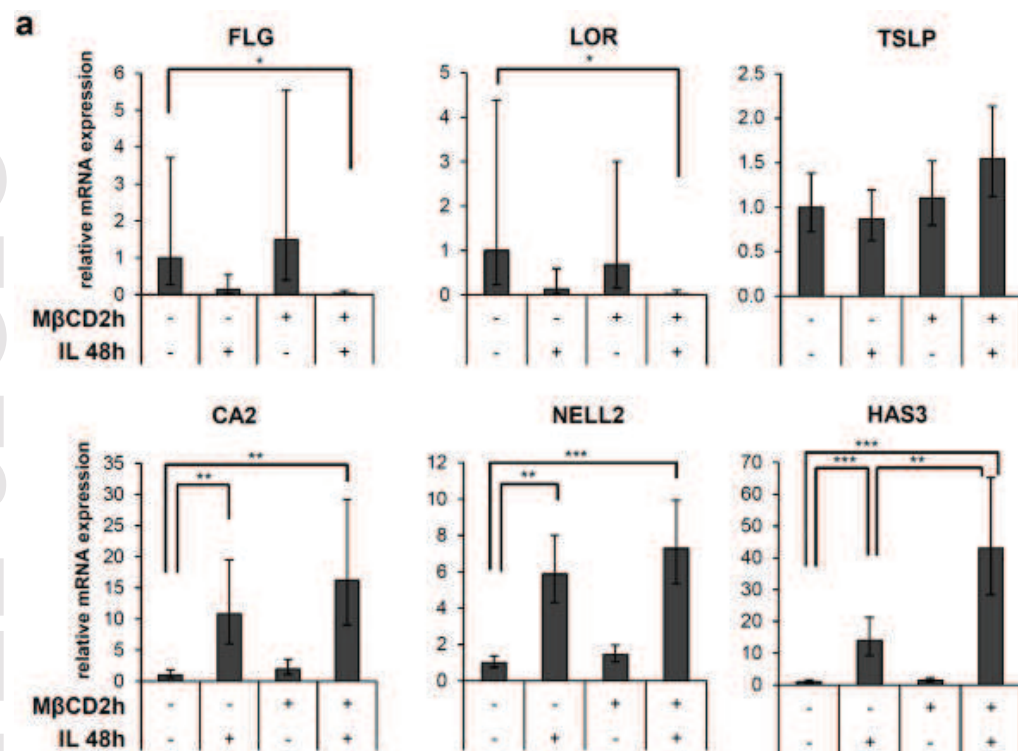 a
FLG LOR TSLP
relative mRNA expression
6 5 4 3 2 1 0
*
5 4 3 2 1 0
*
2.5 2.0 1.5 1.0 0.5 0.0
MβCD2h - - + + - - + + - - + +
IL 48h - + - + - + - + - + - +
CA2 NELL2 HAS3
relative mRNA expression
35 30 25 20 15 10 5 0
** **
12 10 8 6 4 2 0
*** **
70 60 50 40 30 20 10 0
*** *** **
MβCD2h - - + + - - + + - - + +
IL 48h - + - + - + - + - + - +